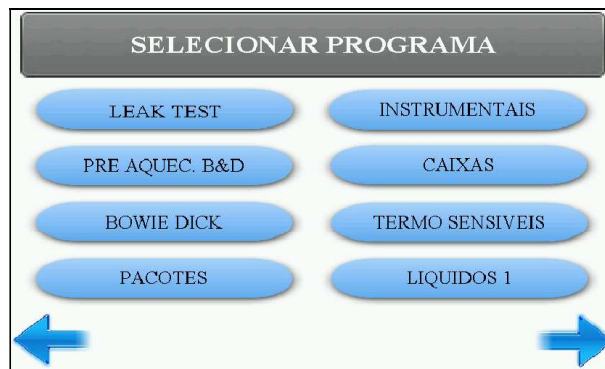 SELECIONAR PROGRAMA
LEAK TEST
INSTRUMENTAIS
PRE AQUEC. B&D
CAIXAS
BOWIE DICK
TERMO SENSIVEIS
PACOTES
LIQUIDOS 1